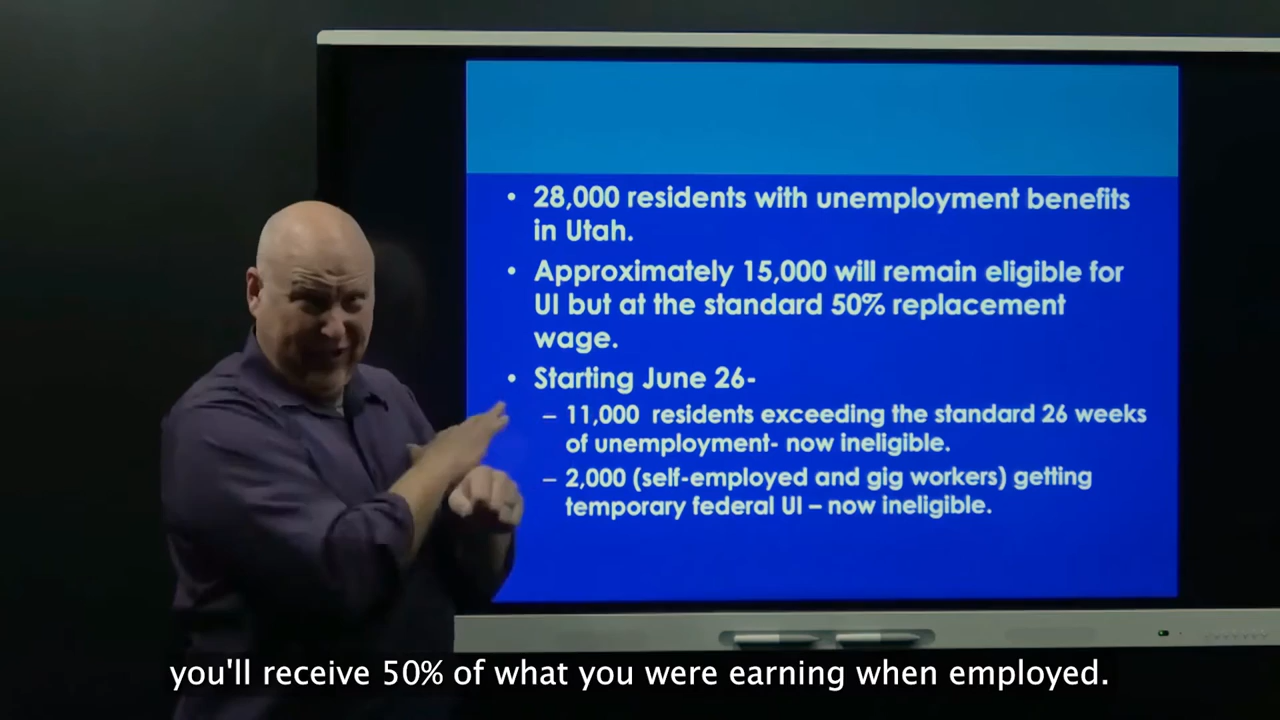 • 28,000 residents with unemployment benefits
in Utah.
• Approximately 15,000 will remain eligible for
UI but at the standard 50% replacement
wage.
• Starting June 26-
– 11,000 residents exceeding the standard 26 weeks
of unemployment- now ineligible.
– 2,000 (self-employed and gig workers) getting
temporary federal UI – now ineligible.
you'll receive 50% of what you were earning when employed.